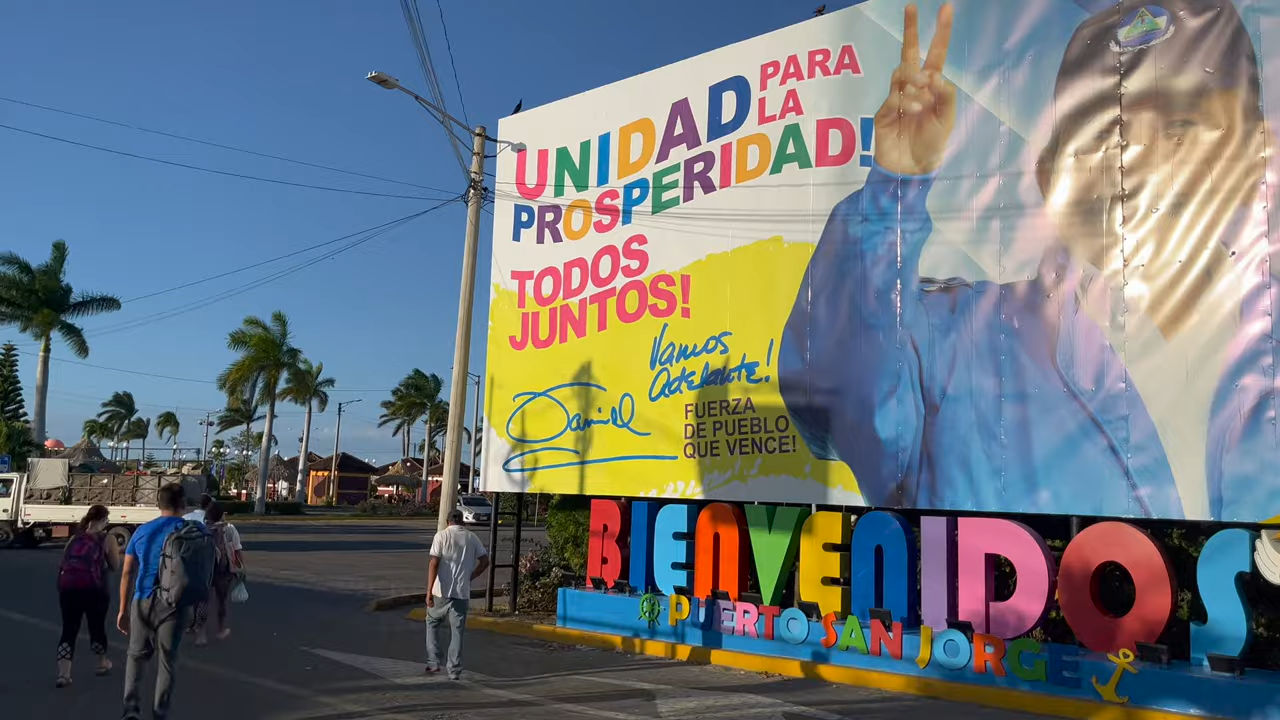 UNIDAD PARA
LA
PROSPERIDAD!
TODOS
JUNTOS!
Vamos
adelante!
Daniel
FUERZA
DE PUEBLO
QUE VENCE!
BIENVENIDOS
PUERTO SAN JORGE